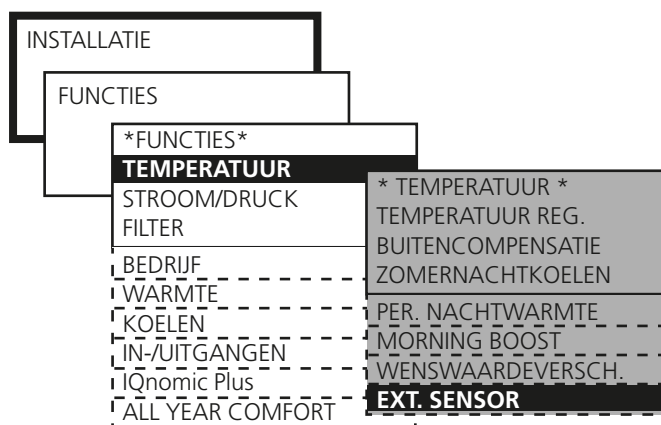 INSTALLATIE
FUNCTIES
*FUNCTIES*
TEMPERATUUR
STROOM/DRUCK
FILTER
BEDRIJF
WARMTE
KOELEN
IN-/UITGANGEN
IQnomic Plus
ALL YEAR COMFORT
* TEMPERATUUR *
TEMPERATUUR REG.
BUITENCOMPENSATIE
ZOMERNACHTKOELEN
PER. NACHTWARMTE
MORNING BOOST
WENSWAARDEVERSCH.
EXT. SENSOR